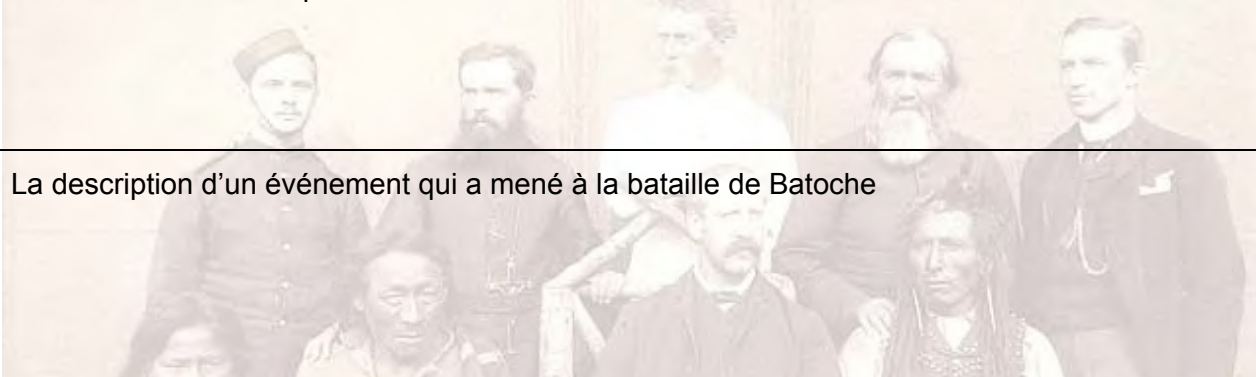 La description d’un événement qui a mené à la bataille de Batoche